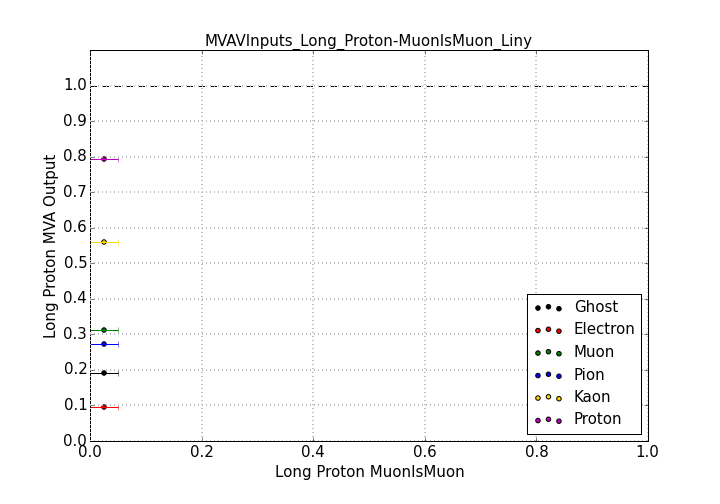 MVAVInputs_Long_Proton-MuonIsMuon_Liny
1.0
0.9
0.8
0.7
0.6
0.5
0.4
0.3
0.2
0.1
0.0
Long Proton MVA Output
Ghost
Electron
Muon
Pion
Kaon
Proton
0.0 0.2 0.4 0.6 0.8 1.0
Long Proton MuonIsMuon